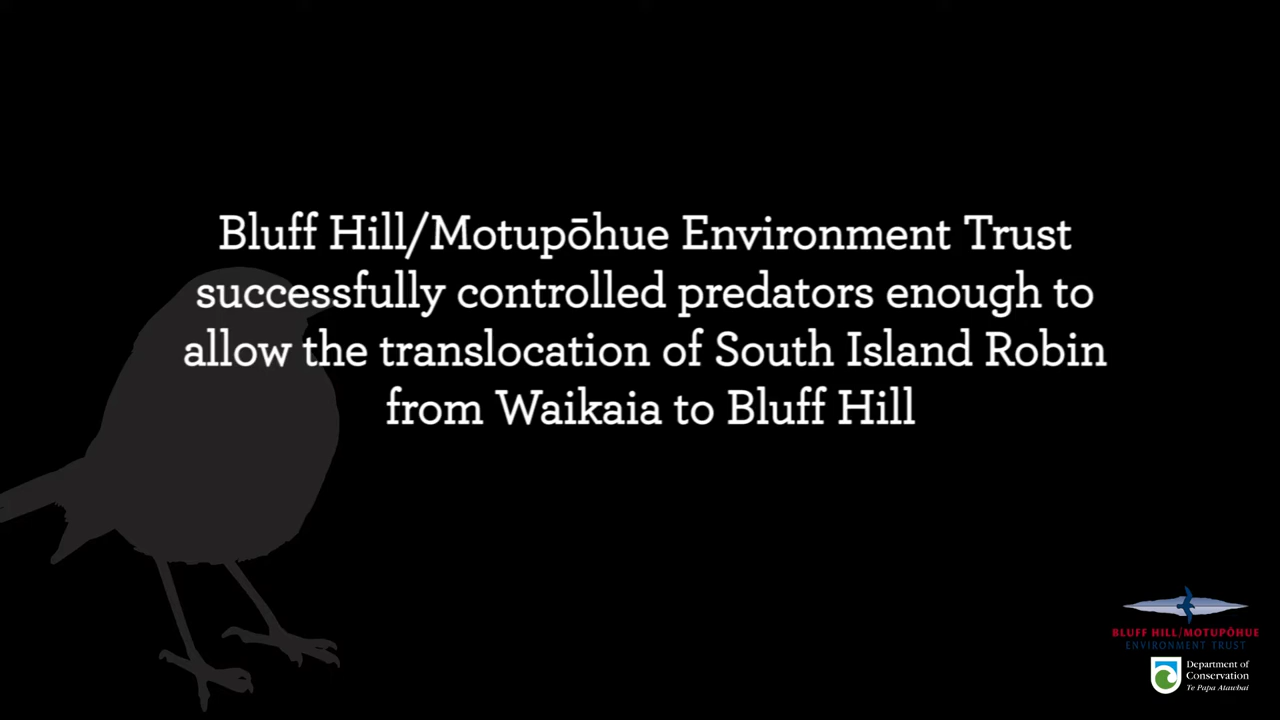 Bluff Hill/Motupōhue Environment Trust
successfully controlled predators enough to
allow the translocation of South Island Robin
from Waikaia to Bluff Hill
BLUFF HILL/MOTUPŌHUE
ENVIRONMENT TRUST
Department of
Conservation
Te Papa Atawhai